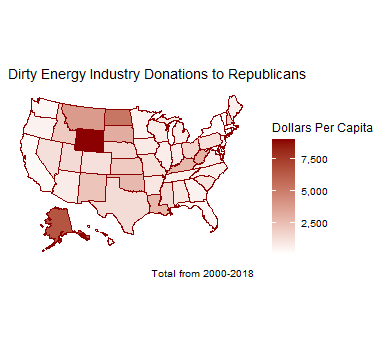 Dirty Energy Industry Donations to Republicans
Dollars Per Capita
7,500
5,000
2,500
Total from 2000-2018